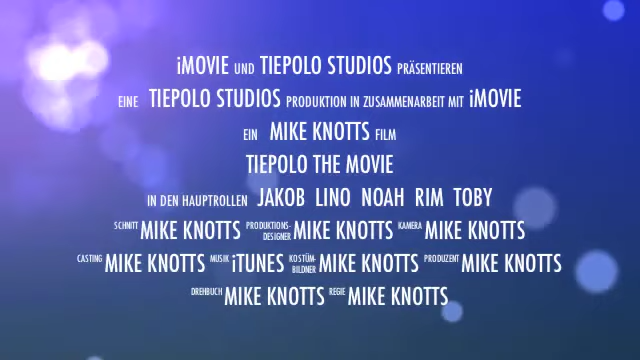 iMOVIE UND TIEPOLO STUDIOS PRÄSENTIEREN
EINE TIEPOLO STUDIOS PRODUKTION IN ZUSAMMENARBEIT MIT iMOVIE
EIN MIKE KNOTTS FILM
TIEPOLO THE MOVIE
IN DEN HAUPTROLLEN JAKOB LINO NOAH RIM TOBY
SCHNITT MIKE KNOTTS PRODUKTIONS-DESIGNER MIKE KNOTTS KAMERA MIKE KNOTTS
CASTING MIKE KNOTTS MUSIK iTUNES KOSTÜM-BILDNER MIKE KNOTTS PRODUZENT MIKE KNOTTS
DREHBUCH MIKE KNOTTS REGIE MIKE KNOTTS